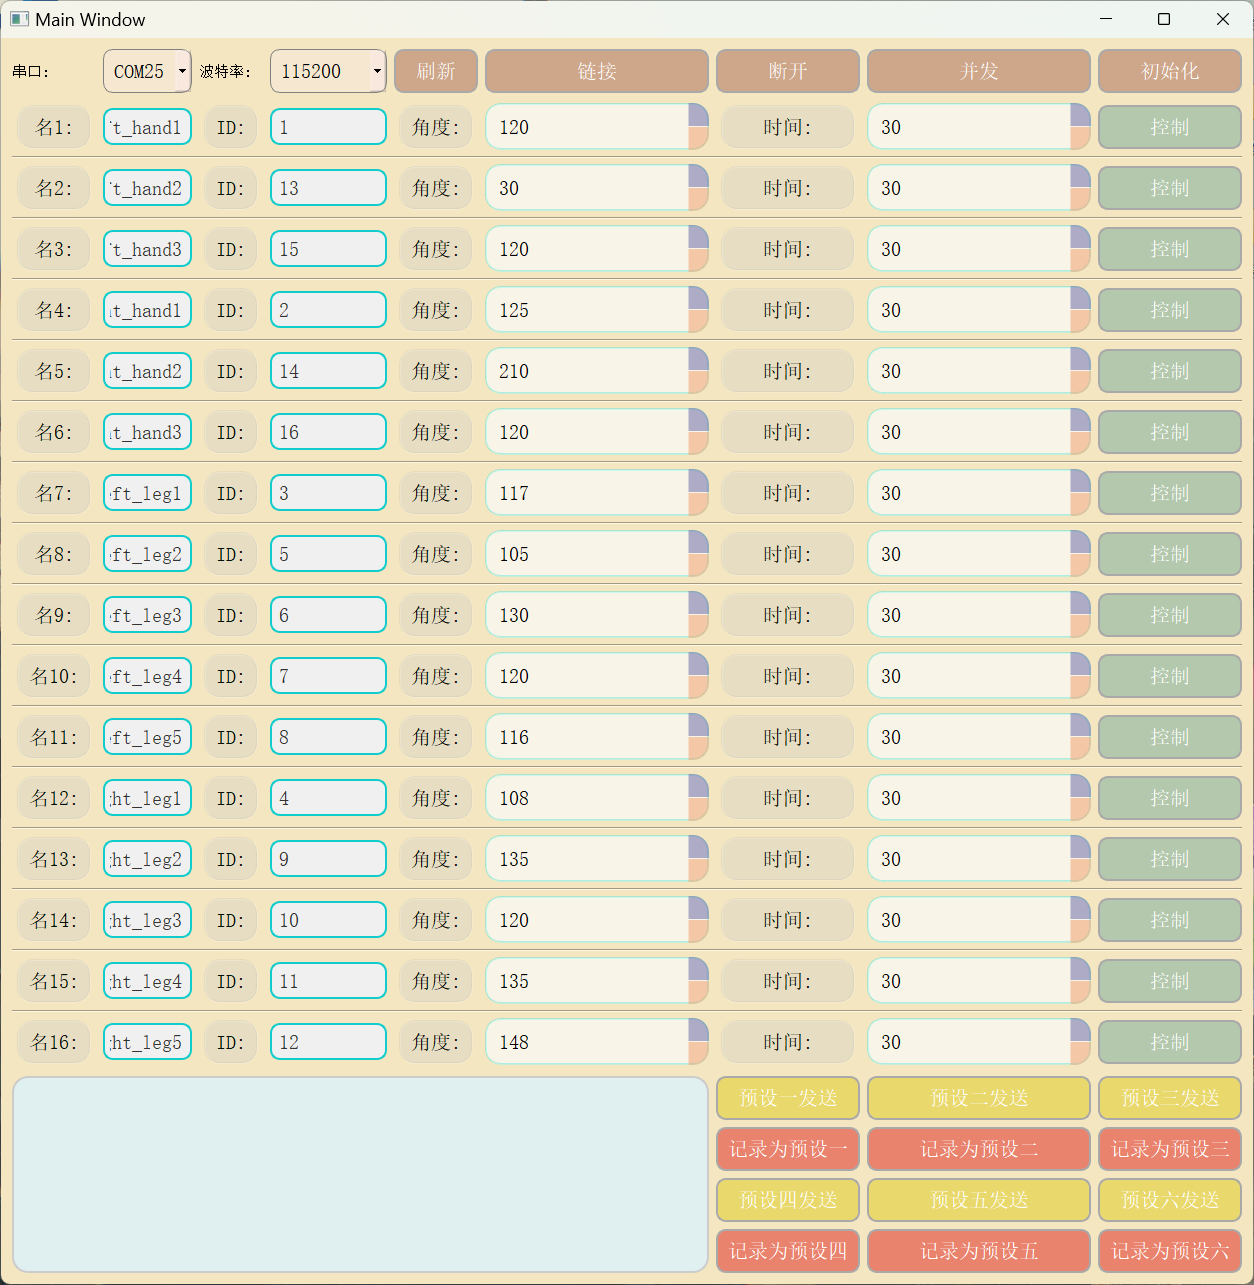 Main Window
串口： COM25 波特率： 115200 刷新 链接 断开 并发 初始化
名1: t_hand1 ID: 1 角度: 120 时间: 30 控制
名2: t_hand2 ID: 13 角度: 30 时间: 30 控制
名3: t_hand3 ID: 15 角度: 120 时间: 30 控制
名4: t_hand1 ID: 2 角度: 125 时间: 30 控制
名5: t_hand2 ID: 14 角度: 210 时间: 30 控制
名6: t_hand3 ID: 16 角度: 120 时间: 30 控制
名7: ft_leg1 ID: 3 角度: 117 时间: 30 控制
名8: ft_leg2 ID: 5 角度: 105 时间: 30 控制
名9: ft_leg3 ID: 6 角度: 130 时间: 30 控制
名10: ft_leg4 ID: 7 角度: 120 时间: 30 控制
名11: ft_leg5 ID: 8 角度: 116 时间: 30 控制
名12: ht_leg1 ID: 4 角度: 108 时间: 30 控制
名13: ht_leg2 ID: 9 角度: 135 时间: 30 控制
名14: ht_leg3 ID: 10 角度: 120 时间: 30 控制
名15: ht_leg4 ID: 11 角度: 135 时间: 30 控制
名16: ht_leg5 ID: 12 角度: 148 时间: 30 控制
预设一发送 预设二发送 预设三发送
记录为预设一 记录为预设二 记录为预设三
预设四发送 预设五发送 预设六发送
记录为预设四 记录为预设五 记录为预设六